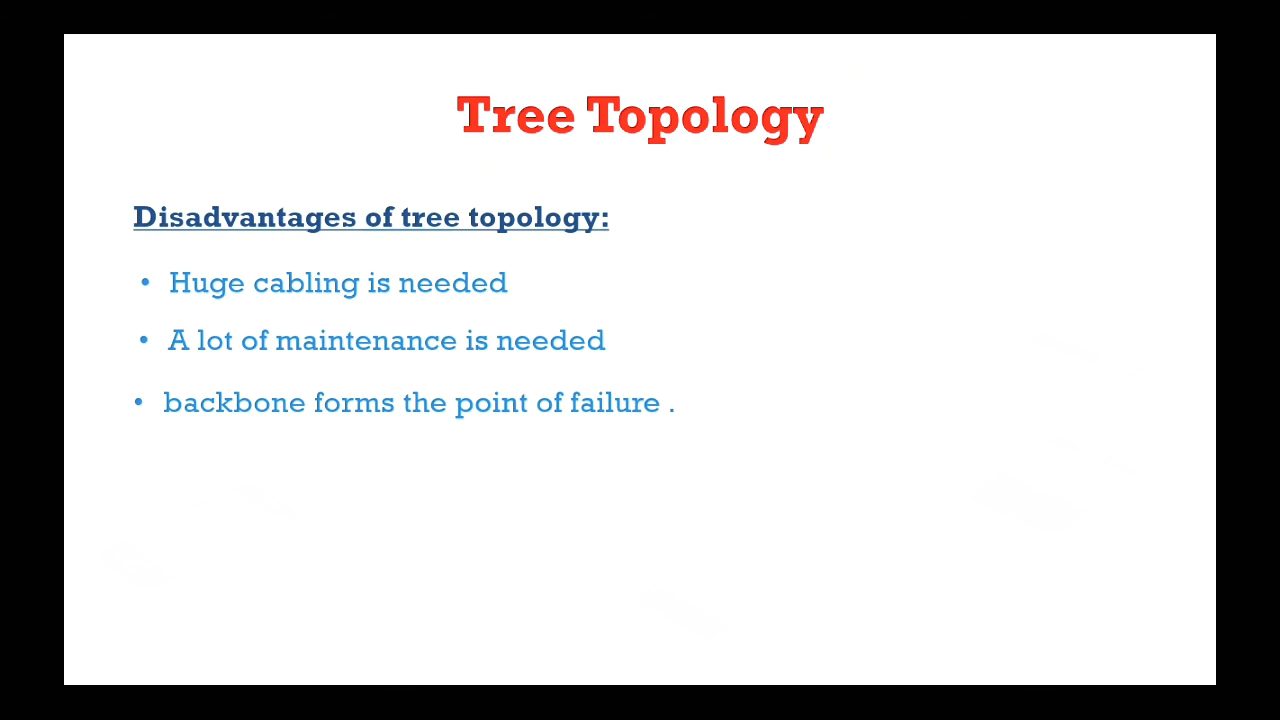 Tree Topology
Disadvantages of tree topology:
• Huge cabling is needed
• A lot of maintenance is needed
• backbone forms the point of failure .